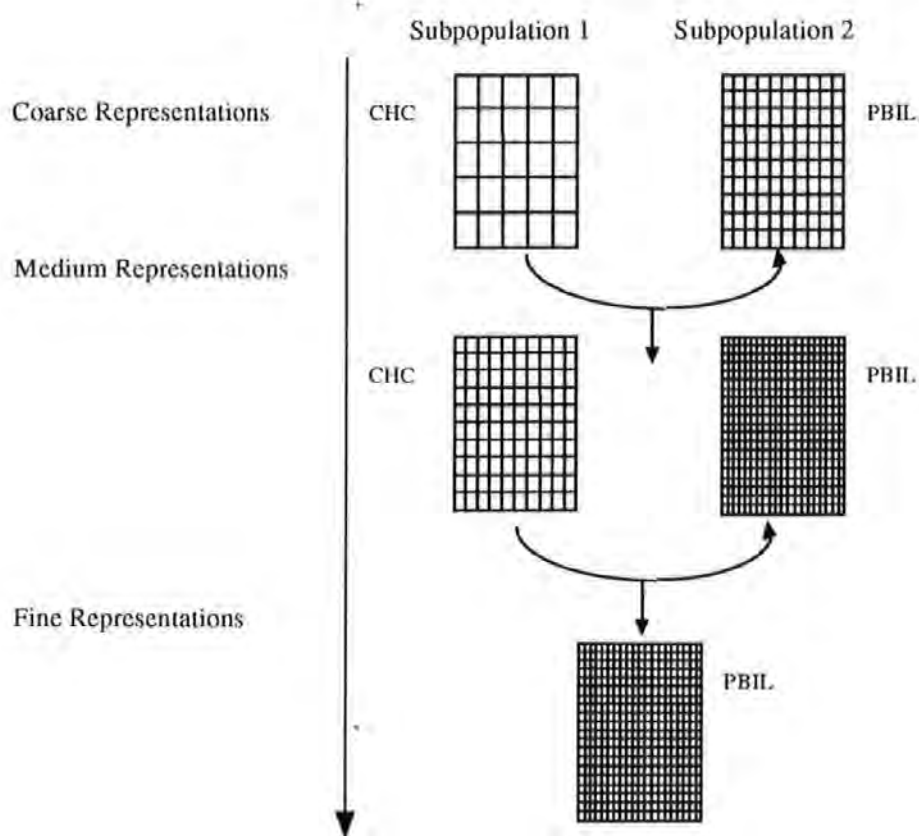 Subpopulation 1 Subpopulation 2
Coarse Representations CHC PBIL
Medium Representations
CHC PBIL
Fine Representations
PBIL